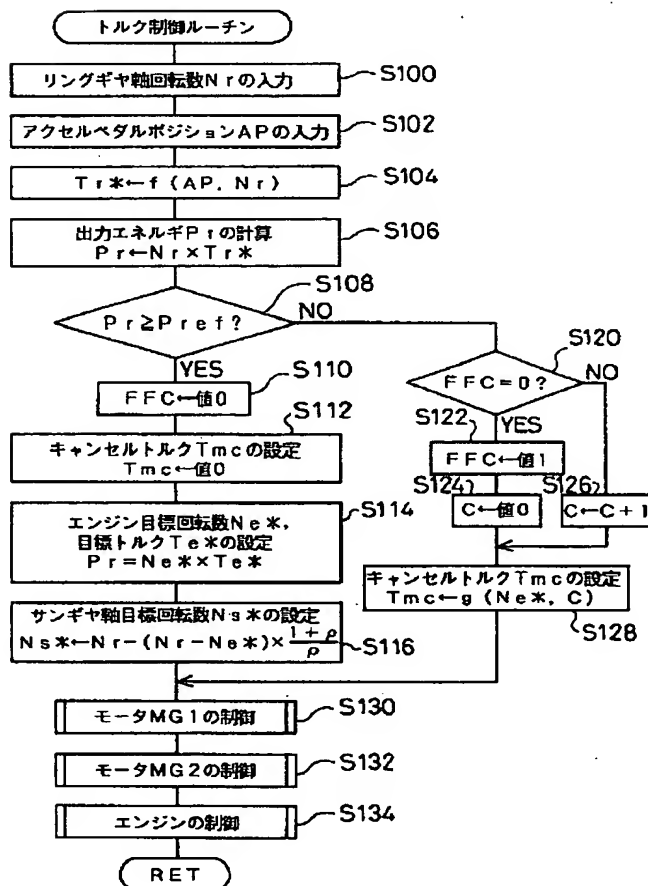 トルク制御ルーチン
リングギヤ軸回転数Nrの入力
S100
アクセルペダルポジションAPの入力
S102
Tr*←f(AP, Nr)
S104
出力エネルギPrの計算
Pr←Nr×Tr*
S106
Pr≧Pref?
S108
NO
YES
FFC←値0
S110
キャンセルトルクTmcの設定
Tmc←値0
S112
エンジン目標回転数Ne*,
目標トルクTe*の設定
Pr=Ne*×Te*
S114
サンギヤ軸目標回転数Ns*の設定
Ns*←Nr-(Nr-Ne*)×(1+ρ)/ρ
S116
FFC=0?
S120
NO
YES
S122
FFC←値1
S124
C←値0
S126
C←C+1
キャンセルトルクTmcの設定
Tmc←g(Ne*, C)
S128
モータMG1の制御
S130
モータMG2の制御
S132
エンジンの制御
S134
RET